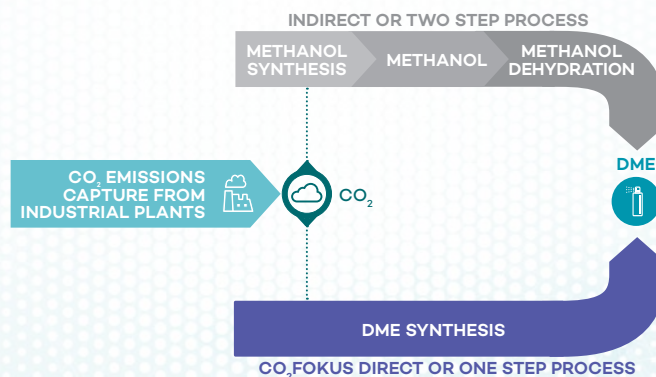 INDIRECT OR TWO STEP PROCESS
METHANOL
SYNTHESIS
METHANOL
METHANOL
DEHYDRATION
CO₂ EMISSIONS
CAPTURE FROM
INDUSTRIAL PLANTS
CO₂
DME
DME SYNTHESIS
CO₂FOKUS DIRECT OR ONE STEP PROCESS